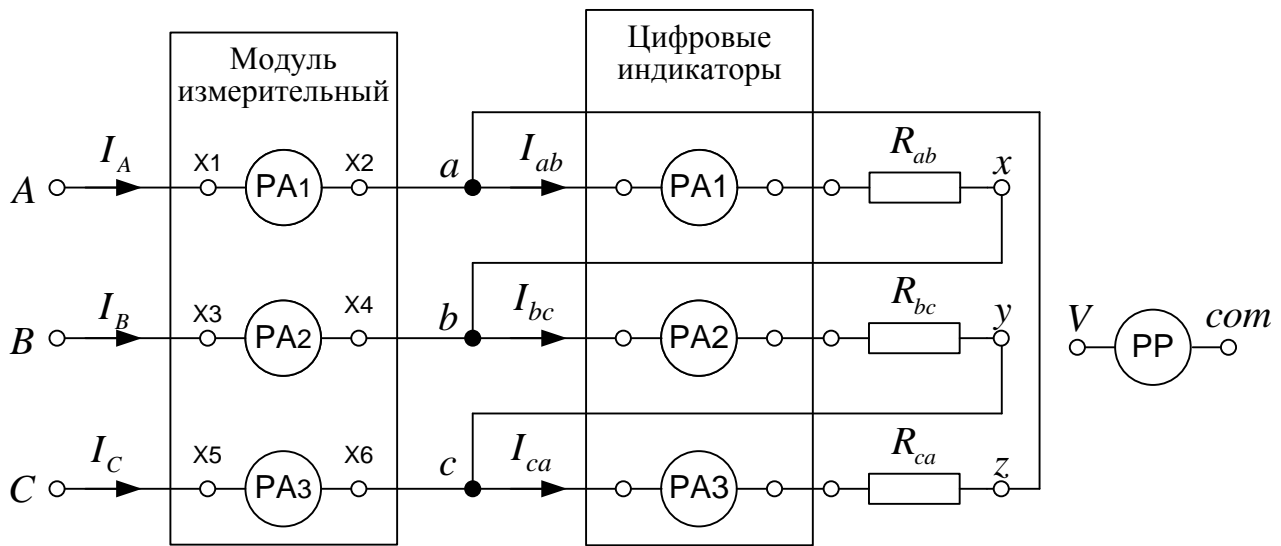 Модуль
измерительный
Цифровые
индикаторы
A
I_A
X1
PA1
X2
a
I_ab
PA1
R_ab
x
B
I_B
X3
PA2
X4
b
I_bc
PA2
R_bc
y
V
PP
com
C
I_C
X5
PA3
X6
c
I_ca
PA3
R_ca
z